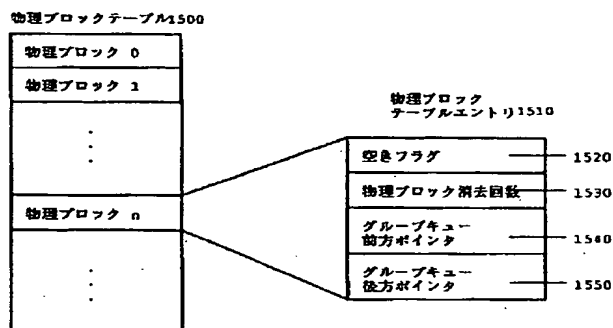 物理ブロックテーブル1500
物理ブロック 0
物理ブロック 1
物理ブロック n
物理ブロック
テーブルエントリ1510
空きフラグ
1520
物理ブロック消去回数
1530
グループキュー
前方ポインタ
1540
グループキュー
後方ポインタ
1550